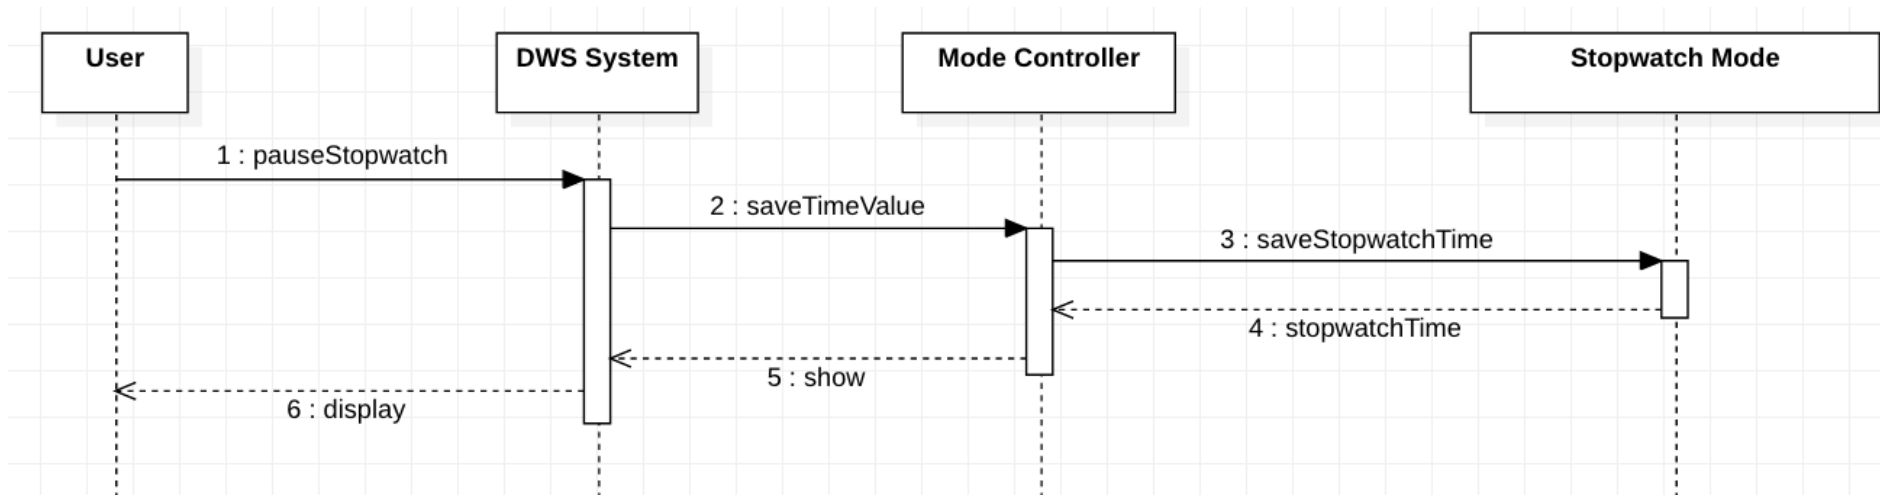 User
DWS System
Mode Controller
Stopwatch Mode
1 : pauseStopwatch
2 : saveTimeValue
3 : saveStopwatchTime
4 : stopwatchTime
5 : show
6 : display